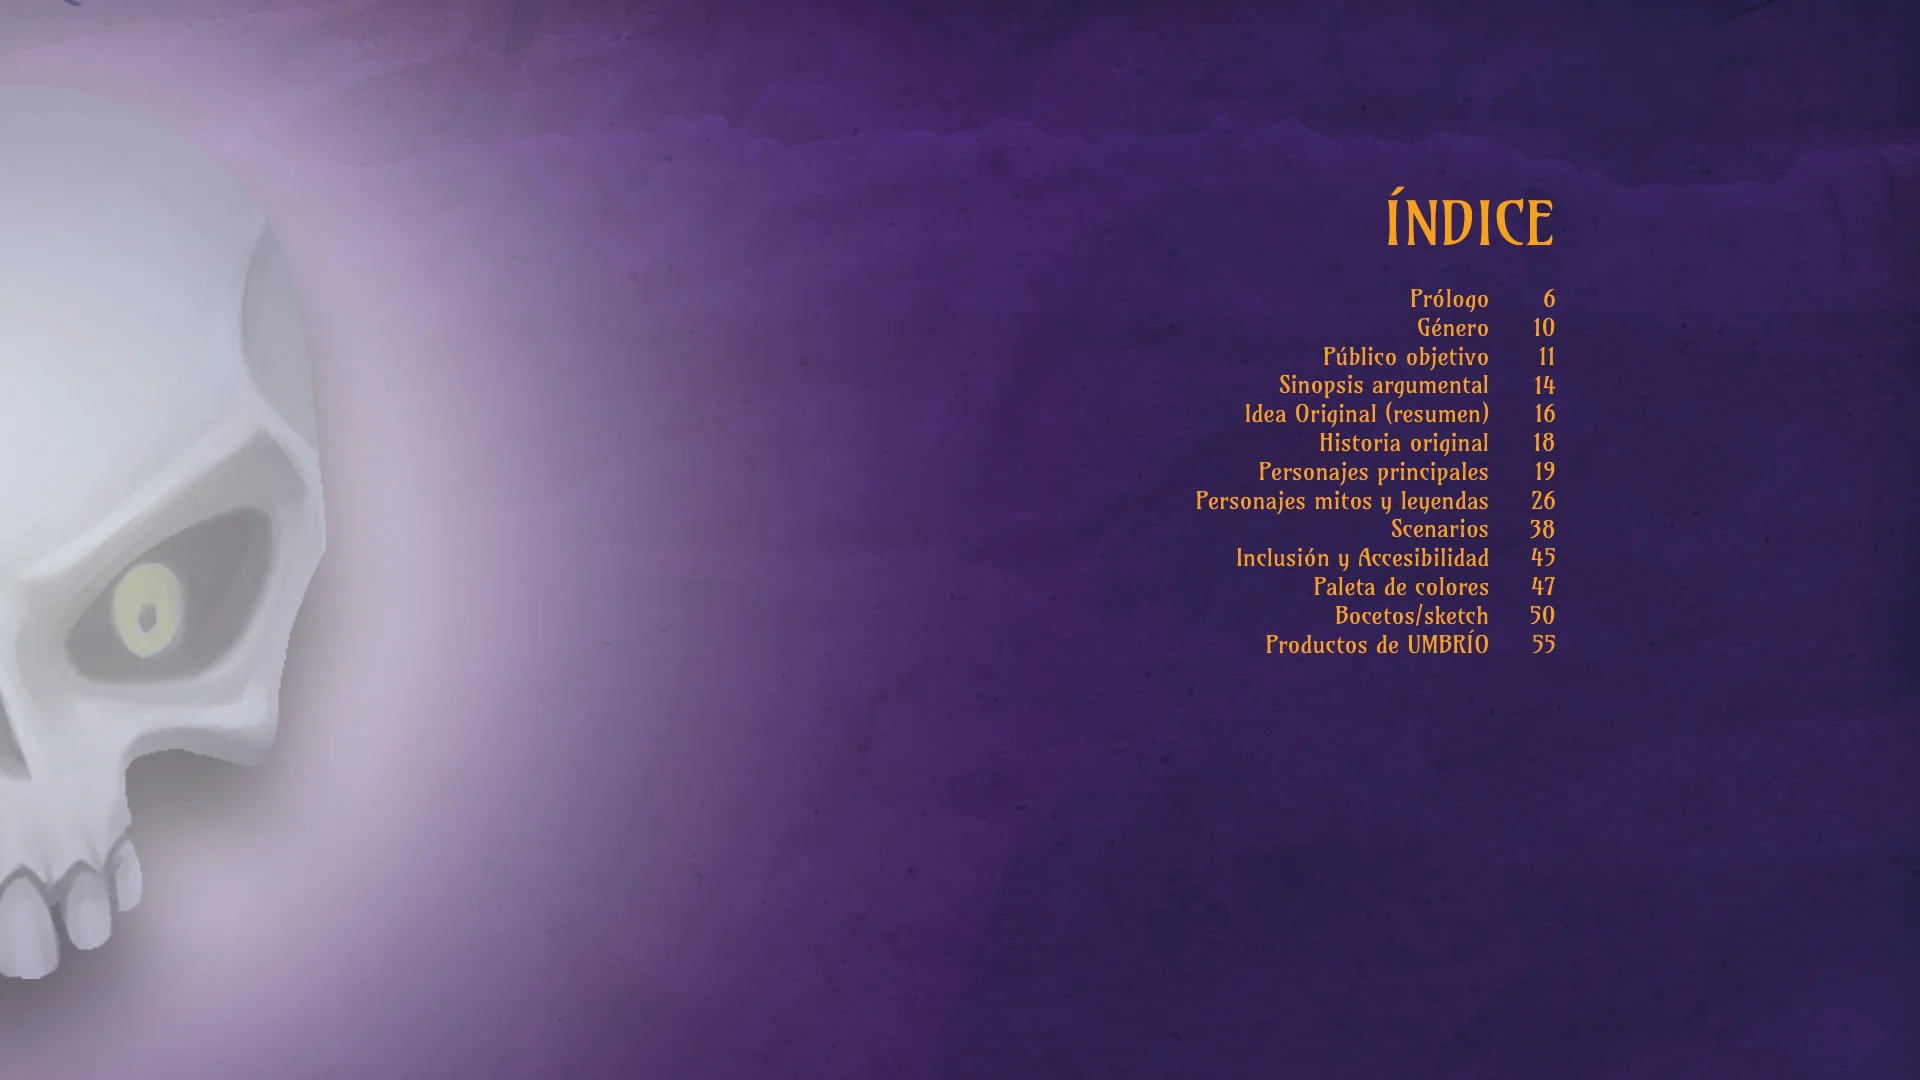 ÍNDICE
Prólogo 6
Género 10
Público objetivo 11
Sinopsis argumental 14
Idea Original (resumen) 16
Historia original 18
Personajes principales 19
Personajes mitos y leyendas 26
Scenarios 38
Inclusión y Accesibilidad 45
Paleta de colores 47
Bocetos/sketch 50
Productos de UMBRÍO 55